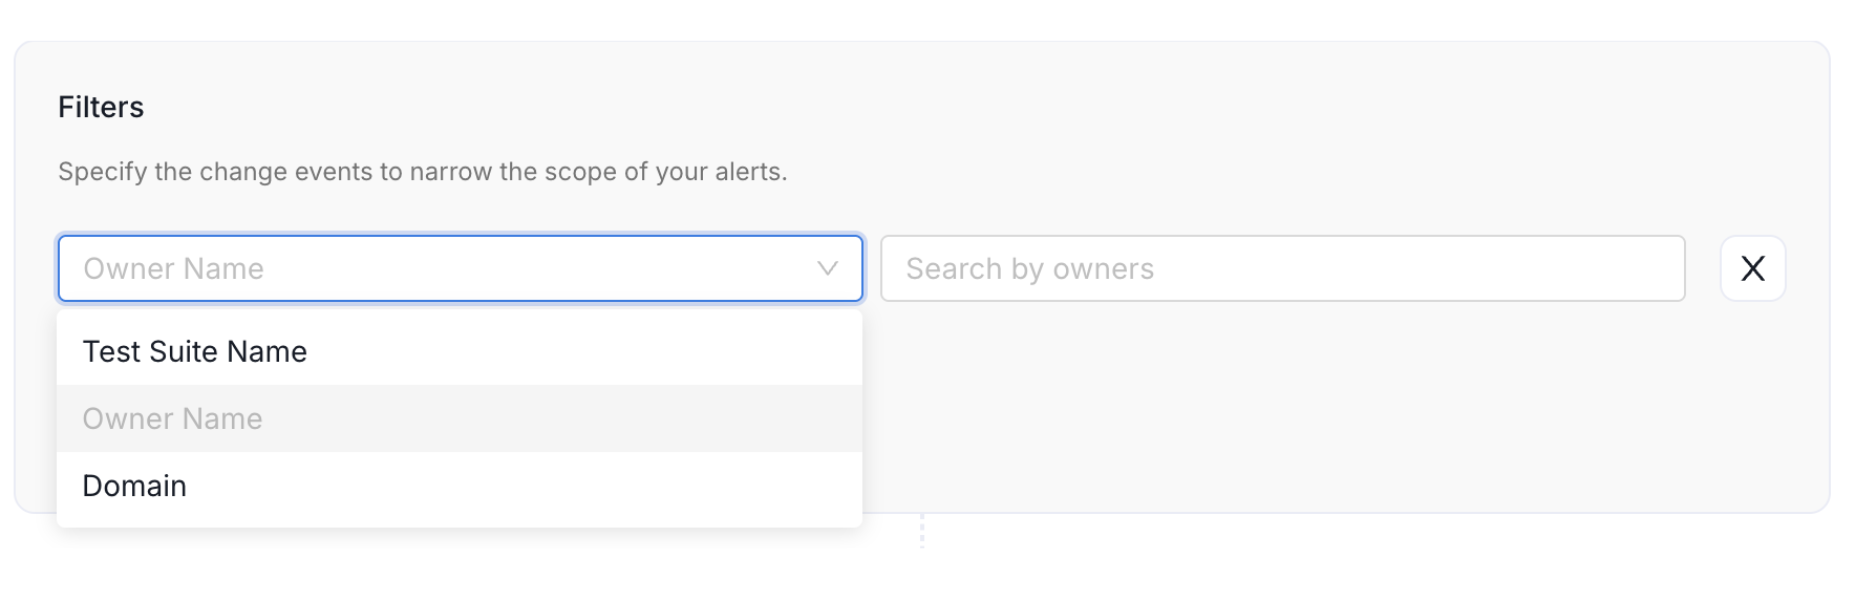 Filters
Specify the change events to narrow the scope of your alerts.
Owner Name
Search by owners
X
Test Suite Name
Owner Name
Domain